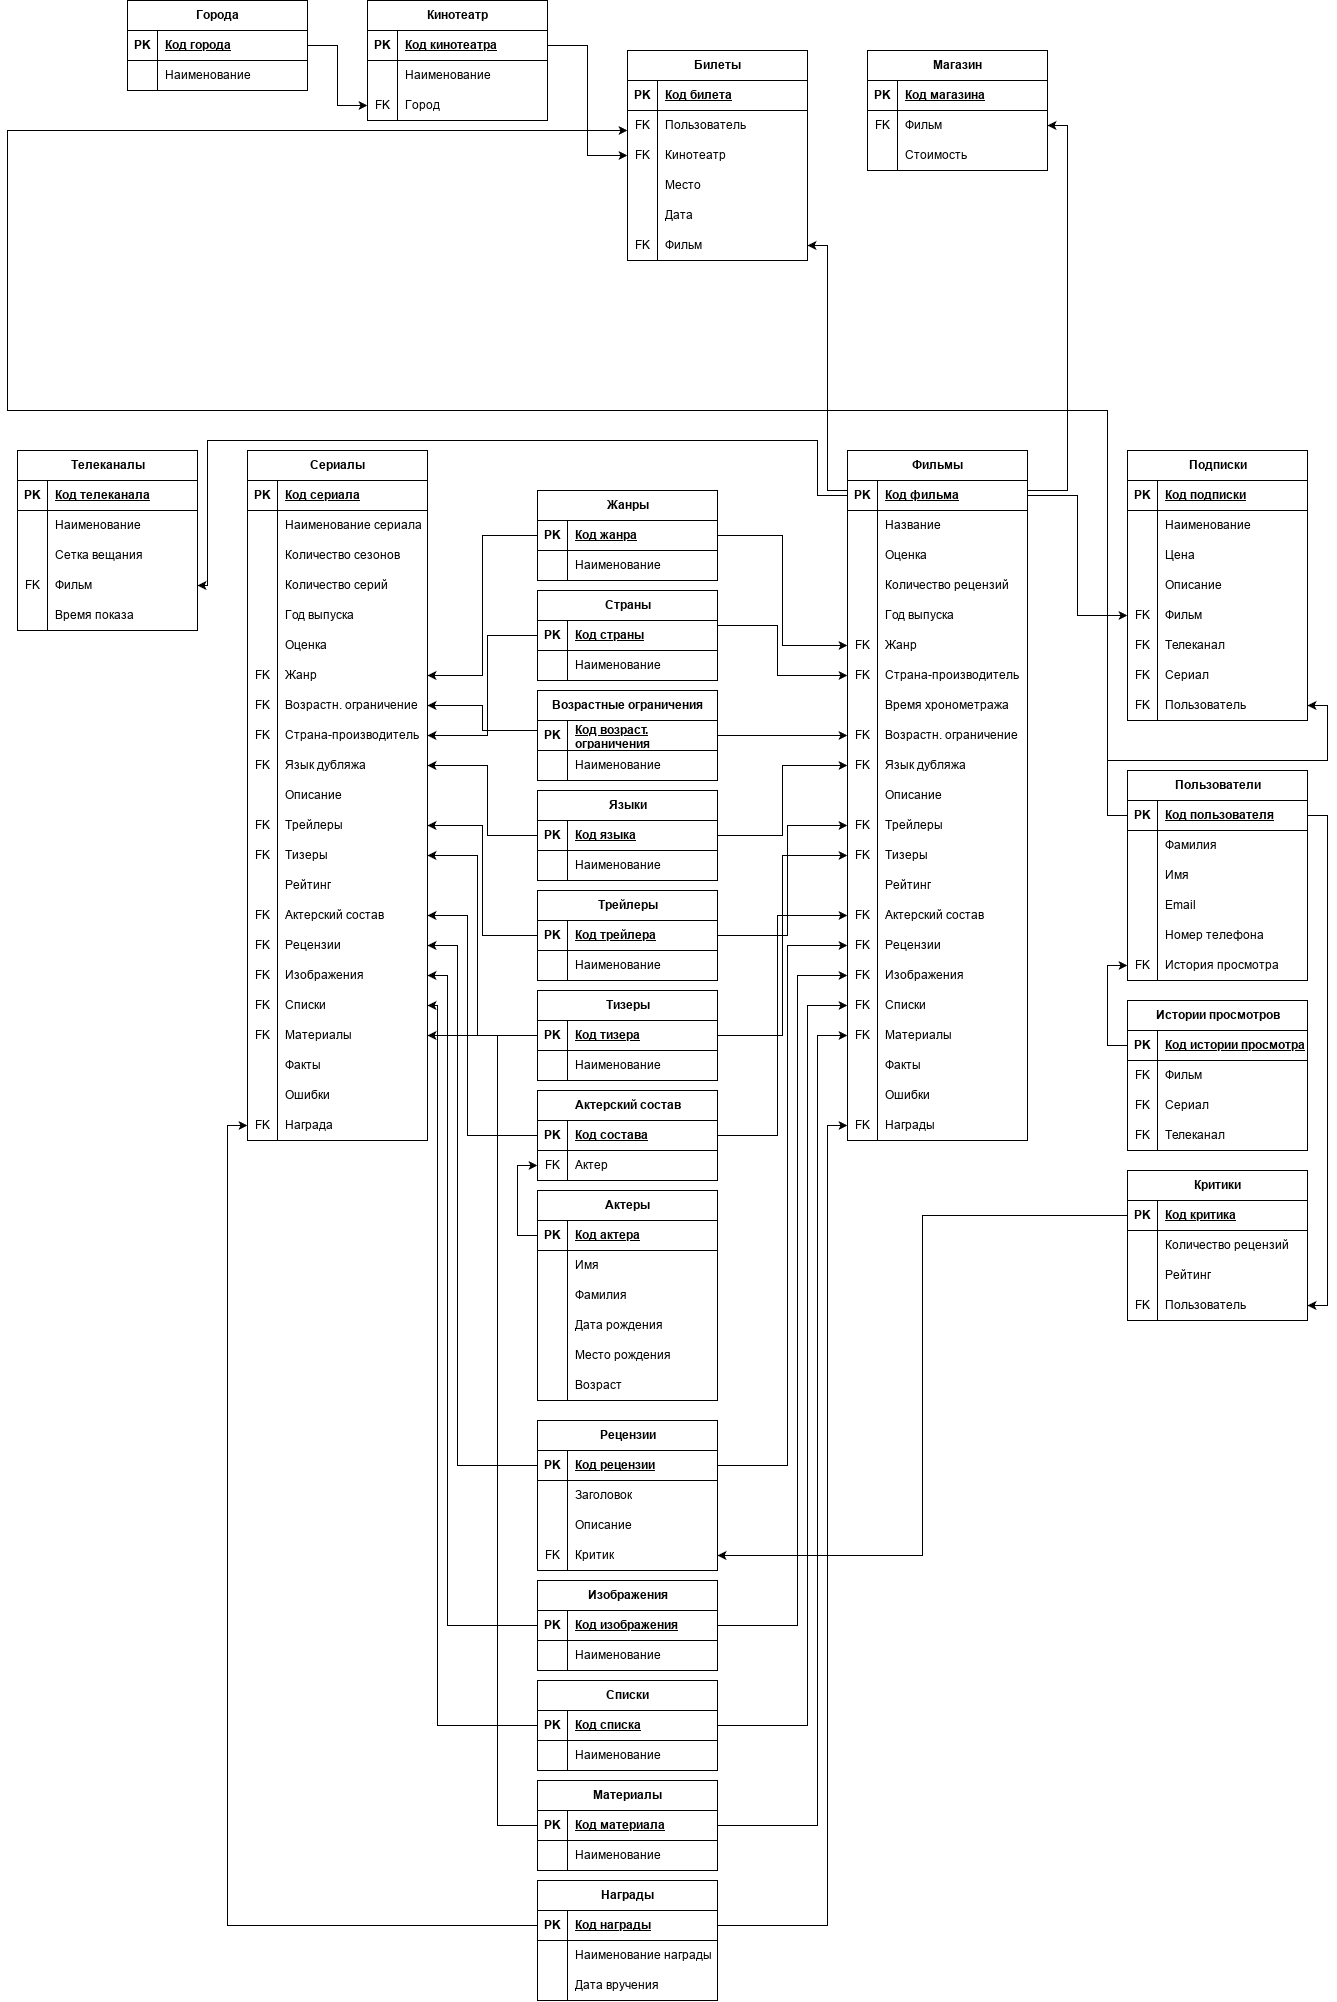 Города
PK Код города
Наименование
Кинотеатр
PK Код кинотеатра
Наименование
FK Город
Билеты
PK Код билета
FK Пользователь
FK Кинотеатр
Место
Дата
FK Фильм
Магазин
PK Код магазина
FK Фильм
Стоимость
Телеканалы
PK Код телеканала
Наименование
Сетка вещания
FK Фильм
Время показа
Сериалы
PK Код сериала
Наименование сериала
Количество сезонов
Количество серий
Год выпуска
Оценка
FK Жанр
FK Возрастн. ограничение
FK Страна-производитель
FK Язык дубляжа
Описание
FK Трейлеры
FK Тизеры
Рейтинг
FK Актерский состав
FK Рецензии
FK Изображения
FK Списки
FK Материалы
Факты
Ошибки
FK Награда
Жанры
PK Код жанра
Наименование
Страны
PK Код страны
Наименование
Возрастные ограничения
PK Код возраст.
ограничения
Наименование
Языки
PK Код языка
Наименование
Трейлеры
PK Код трейлера
Наименование
Тизеры
PK Код тизера
Наименование
Актерский состав
PK Код состава
FK Актер
Актеры
PK Код актера
Имя
Фамилия
Дата рождения
Место рождения
Возраст
Рецензии
PK Код рецензии
Заголовок
Описание
FK Критик
Изображения
PK Код изображения
Наименование
Списки
PK Код списка
Наименование
Материалы
PK Код материала
Наименование
Награды
PK Код награды
Наименование награды
Дата вручения
Фильмы
PK Код фильма
Название
Оценка
Количество рецензий
Год выпуска
FK Жанр
FK Страна-производитель
Время хронометража
FK Возрастн. ограничение
FK Язык дубляжа
Описание
FK Трейлеры
FK Тизеры
Рейтинг
FK Актерский состав
FK Рецензии
FK Изображения
FK Списки
FK Материалы
Факты
Ошибки
FK Награды
Подписки
PK Код подписки
Наименование
Цена
Описание
FK Фильм
FK Телеканал
FK Сериал
FK Пользователь
Пользователи
PK Код пользователя
Фамилия
Имя
Email
Номер телефона
FK История просмотра
Истории просмотров
PK Код истории просмотра
FK Фильм
FK Сериал
FK Телеканал
Критики
PK Код критика
Количество рецензий
Рейтинг
FK Пользователь